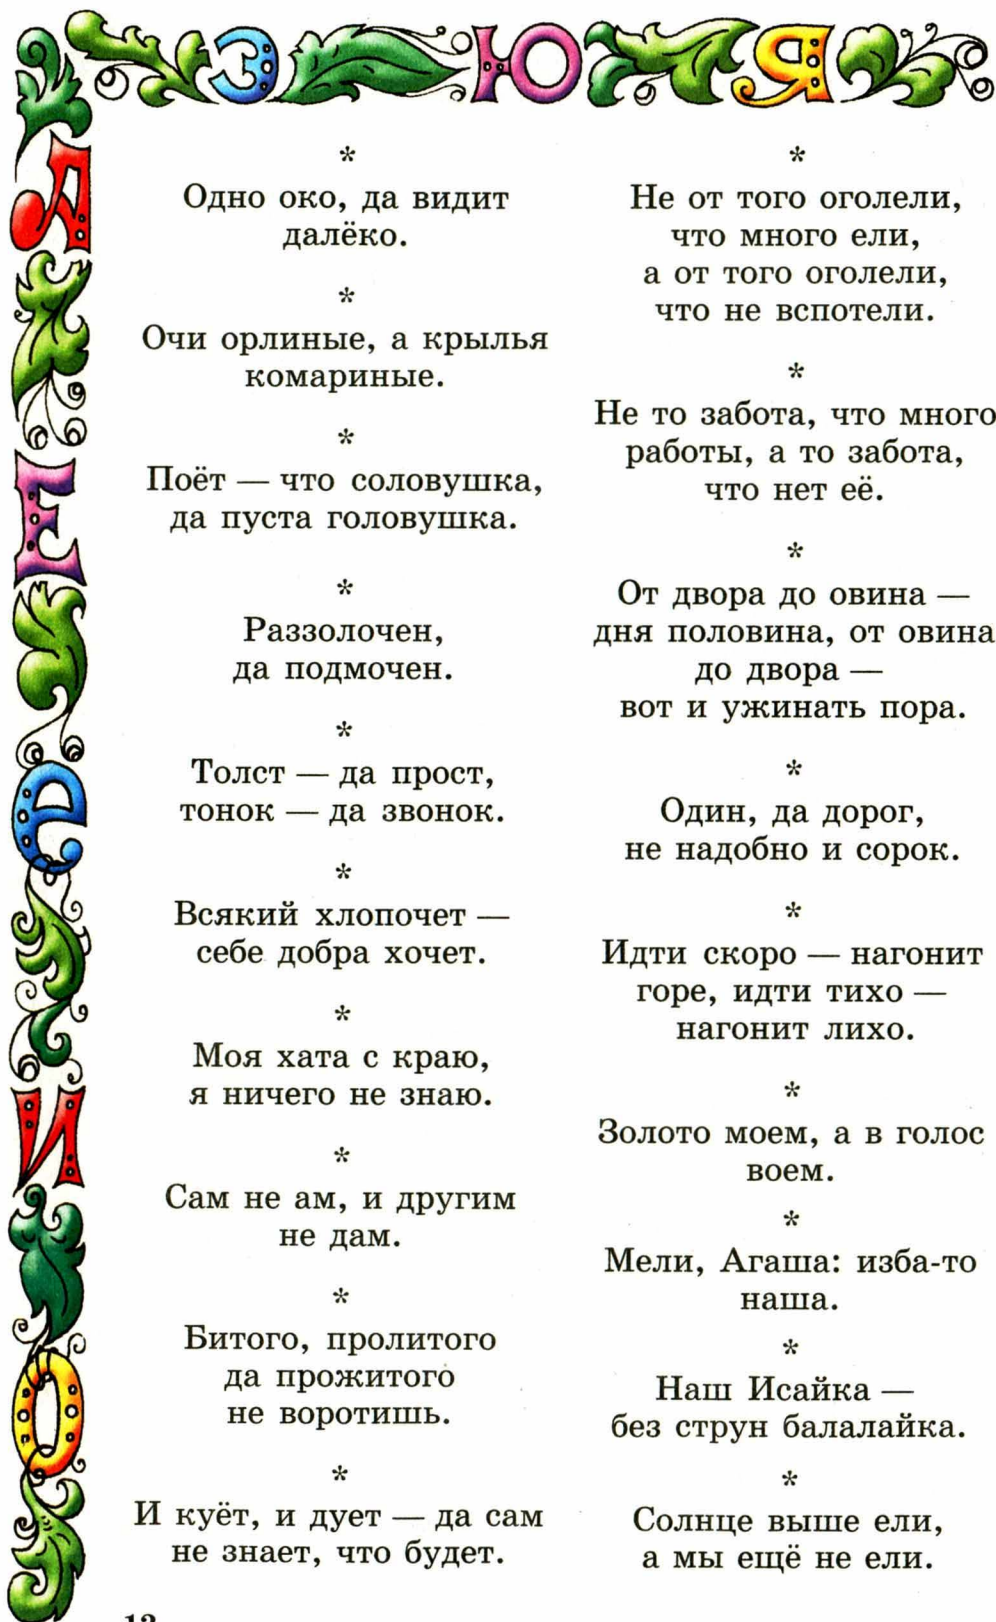 З Ю Я
А
Е
е
И
О
*
Одно око, да видит
далёко.
*
Очи орлиные, а крылья
комариные.
*
Поёт — что соловушка,
да пуста головушка.
*
Раззолочен,
да подмочен.
*
Толст — да прост,
тонок — да звонок.
*
Всякий хлопочет —
себе добра хочет.
*
Моя хата с краю,
я ничего не знаю.
*
Сам не ам, и другим
не дам.
*
Битого, пролитого
да прожитого
не воротишь.
*
И куёт, и дует — да сам
не знает, что будет.
*
Не от того оголели,
что много ели,
а от того оголели,
что не вспотели.
*
Не то забота, что много
работы, а то забота,
что нет её.
*
От двора до овина —
дня половина, от овина
до двора —
вот и ужинать пора.
*
Один, да дорог,
не надобно и сорок.
*
Идти скоро — нагонит
горе, идти тихо —
нагонит лихо.
*
Золото моем, а в голос
воем.
*
Мели, Агаша: изба-то
наша.
*
Наш Исайка —
без струн балалайка.
*
Солнце выше ели,
а мы ещё не ели.